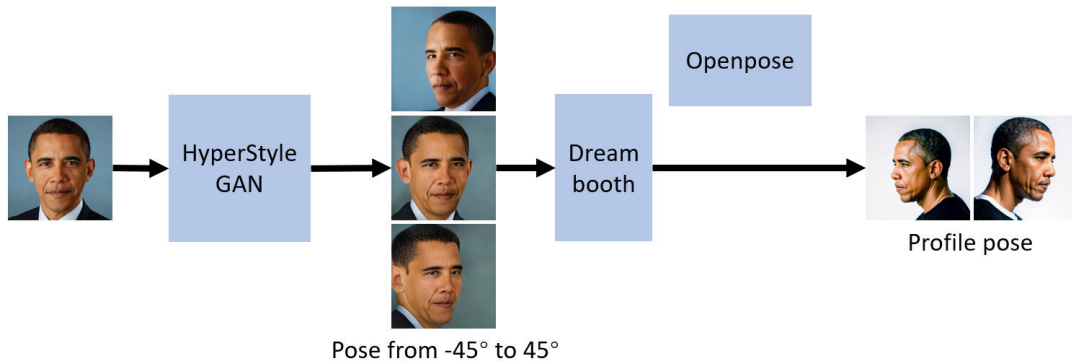 HyperStyle
GAN
Dream
booth
Openpose
Profile pose
Pose from -45° to 45°